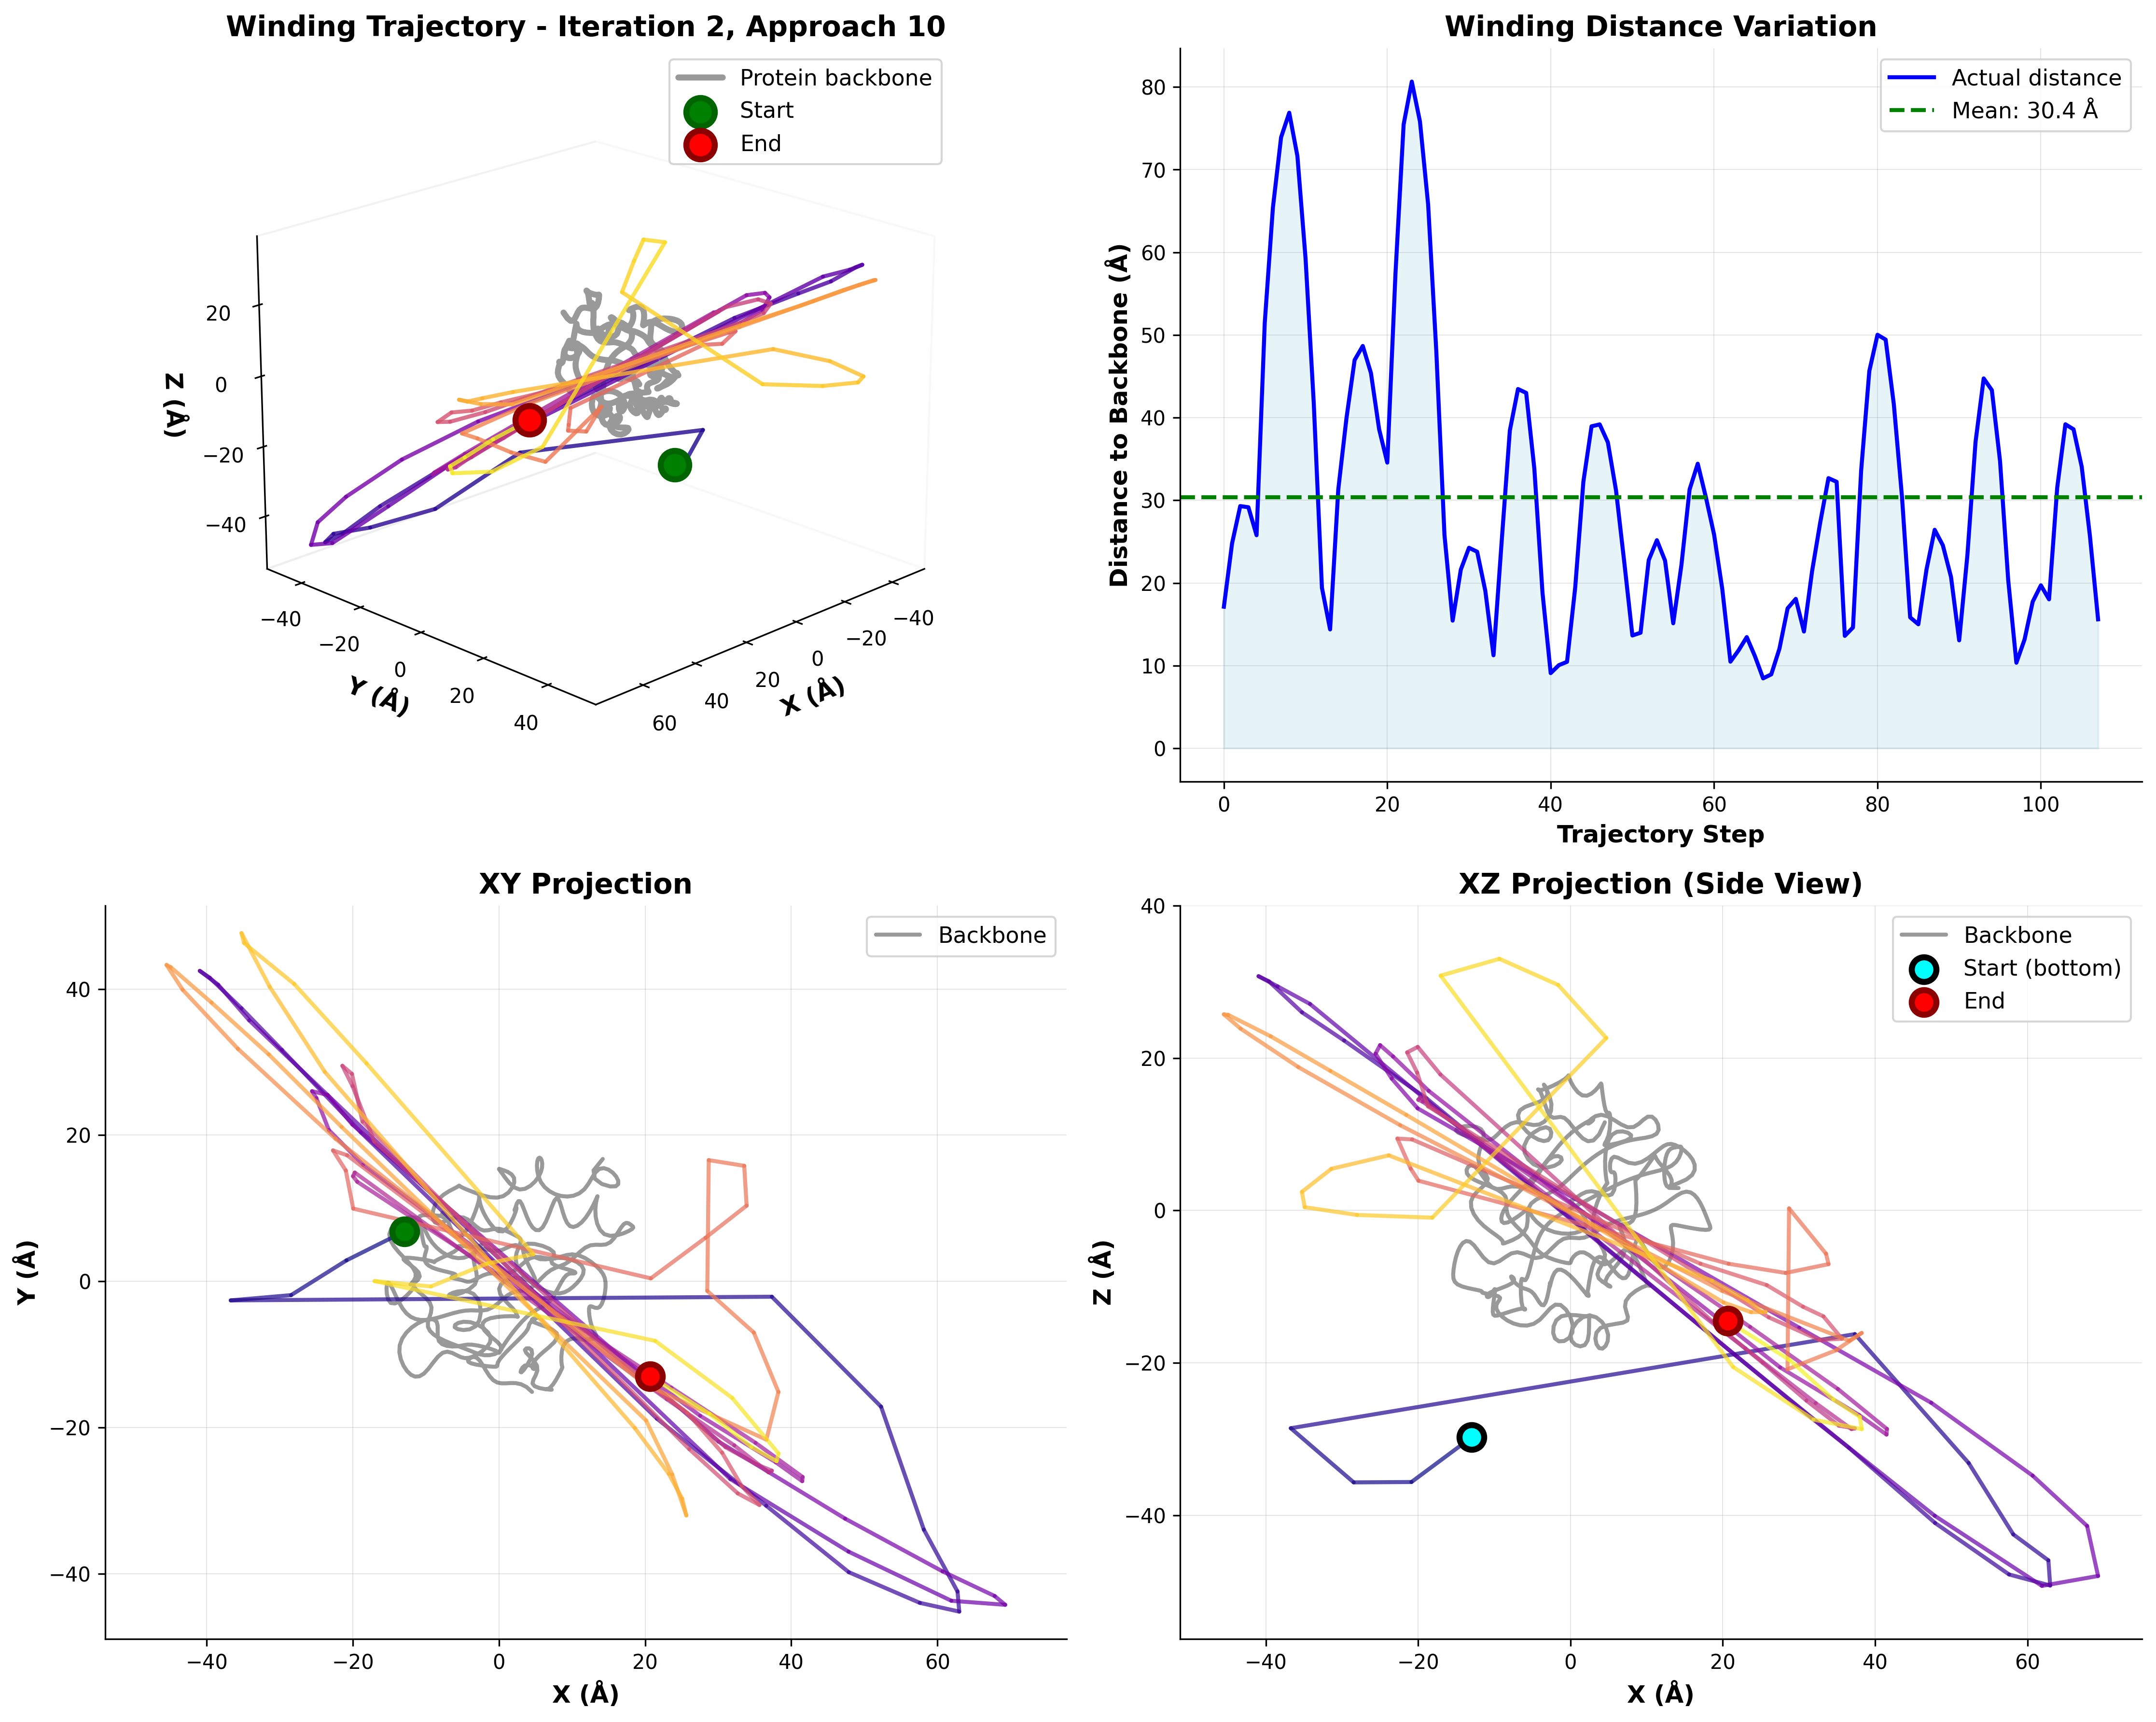 Winding Trajectory - Iteration 2, Approach 10
Protein backbone
Start
End
20
0
−20
−40
Z (Å)
−40
−20
0
20
40
Y (Å)
60
40
20
0
−20
−40
X (Å)
Winding Distance Variation
Actual distance
Mean: 30.4 Å
80
70
60
50
40
30
20
10
0
Distance to Backbone (Å)
0
20
40
60
80
100
Trajectory Step
XY Projection
Backbone
40
20
0
−20
−40
Y (Å)
−40
−20
0
20
40
60
X (Å)
XZ Projection (Side View)
Backbone
Start (bottom)
End
40
20
0
−20
−40
Z (Å)
−40
−20
0
20
40
60
X (Å)